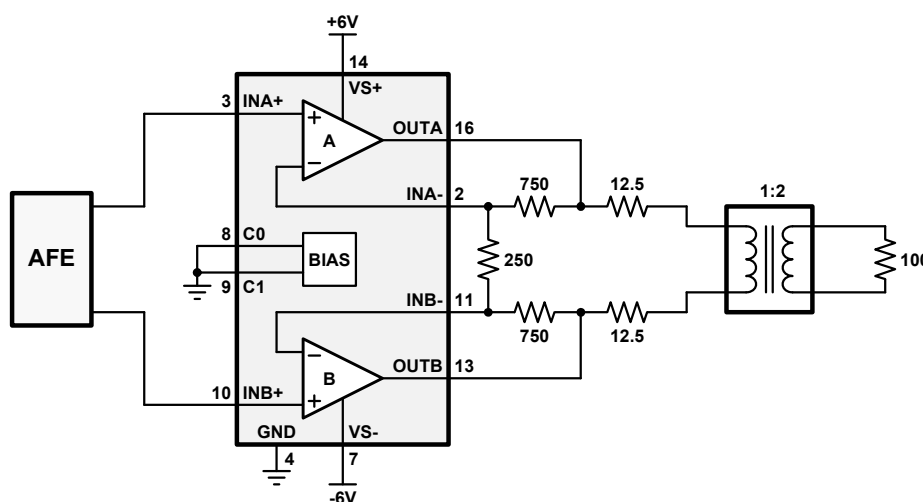 +6V
14
VS+
3 INA+
OUTA 16
A
INA- 2
750
12.5
1:2
AFE
8 C0
BIAS
250
100
9 C1
INB- 11
750
12.5
OUTB 13
B
10 INB+
GND
VS-
4
7
-6V